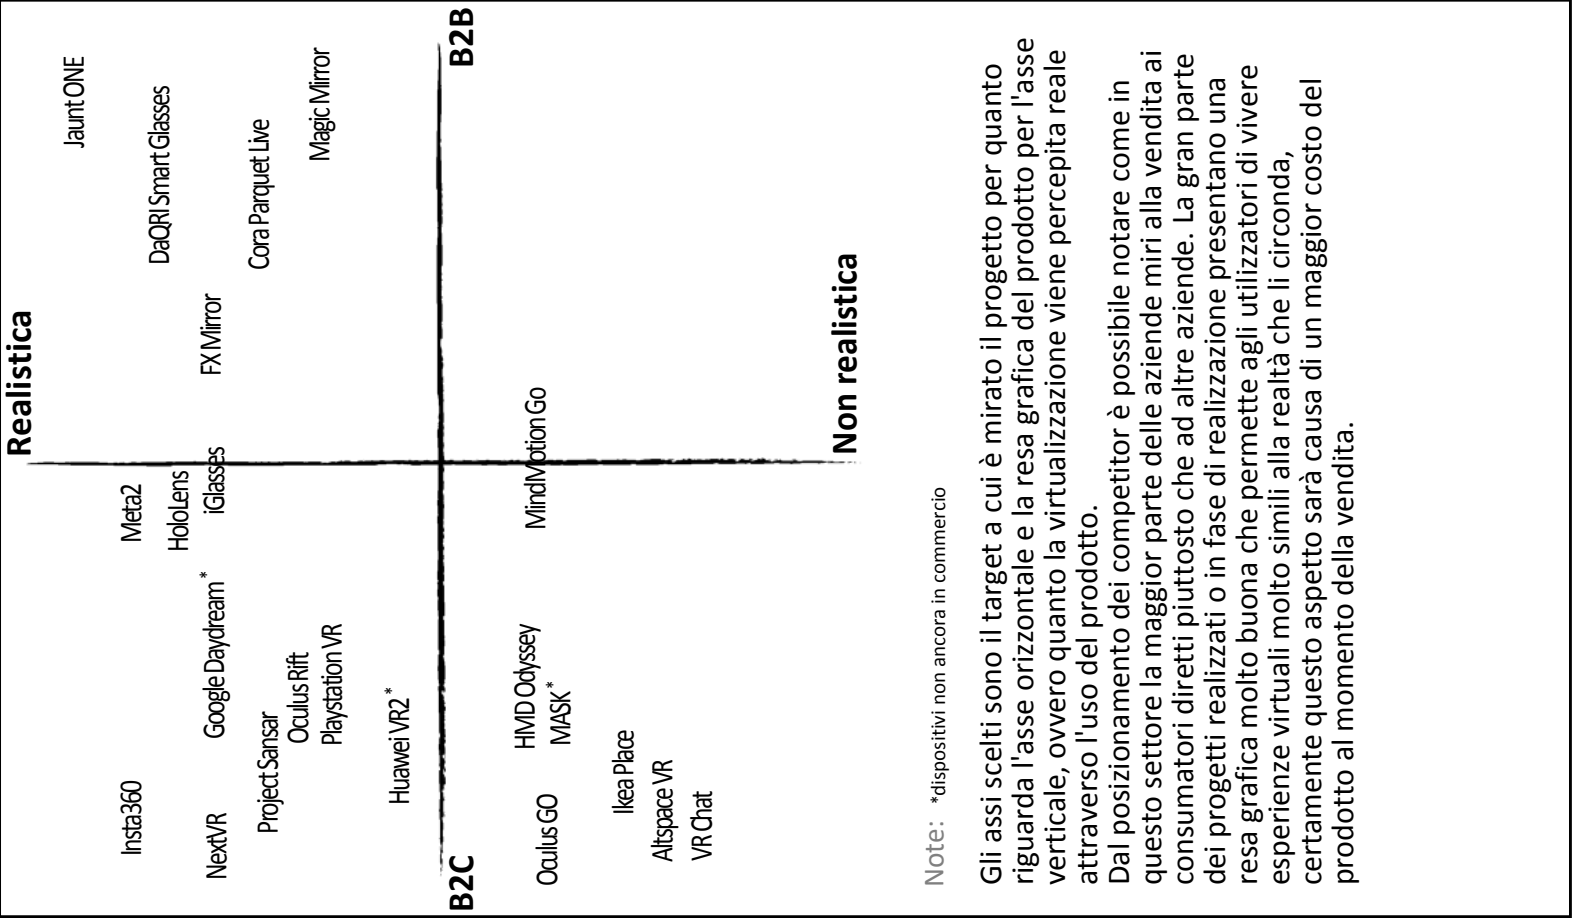 Realistica
Jaunt ONE
Insta360
Meta2
DaQRI Smart Glasses
HoloLens
NextVR
Google Daydream*
iGlasses
FX Mirror
Project Sansar
Cora Parquet Live
Oculus Rift
Playstation VR
Magic Mirror
Huawei VR2*
B2C
B2B
Oculus GO
HMD Odyssey
MindMotion Go
MASK*
Ikea Place
Altspace VR
VR Chat
Non realistica
Note: *dispositivi non ancora in commercio
Gli assi scelti sono il target a cui è mirato il progetto per quanto
riguarda l'asse orizontale e la resa grafica del prodotto per l'asse
verticale, ovvero quanto la virtualizzazione viene percepita reale
attraverso l'uso del prodotto.
Dal posizionamento dei competitor è possibile notare come in
questo settore la maggior parte delle aziende miri alla vendita ai
consumatori diretti piuttosto che ad altre aziende. La gran parte
dei progetti realizzati o in fase di realizzazione presentano una
resa grafica molto buona che permette agli utilizzatori di vivere
esperienze virtuali molto simili alla realtà che li circonda,
certamente questo aspetto sarà causa di un maggior costo del
prodotto al momento della vendita.